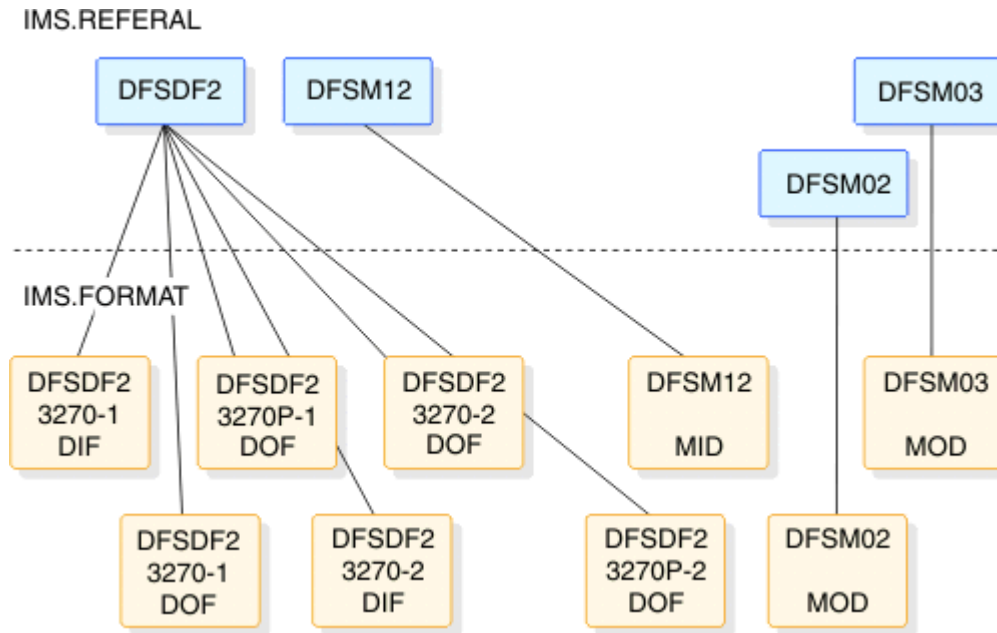 IMS.REFERAL
DFSDF2
DFSM12
DFSM03
DFSM02
IMS.FORMAT
DFSDF2
3270-1
DIF
DFSDF2
3270P-1
DOF
DFSDF2
3270-2
DOF
DFSM12
MID
DFSM03
MOD
DFSDF2
3270-1
DOF
DFSDF2
3270-2
DIF
DFSDF2
3270P-2
DOF
DFSM02
MOD